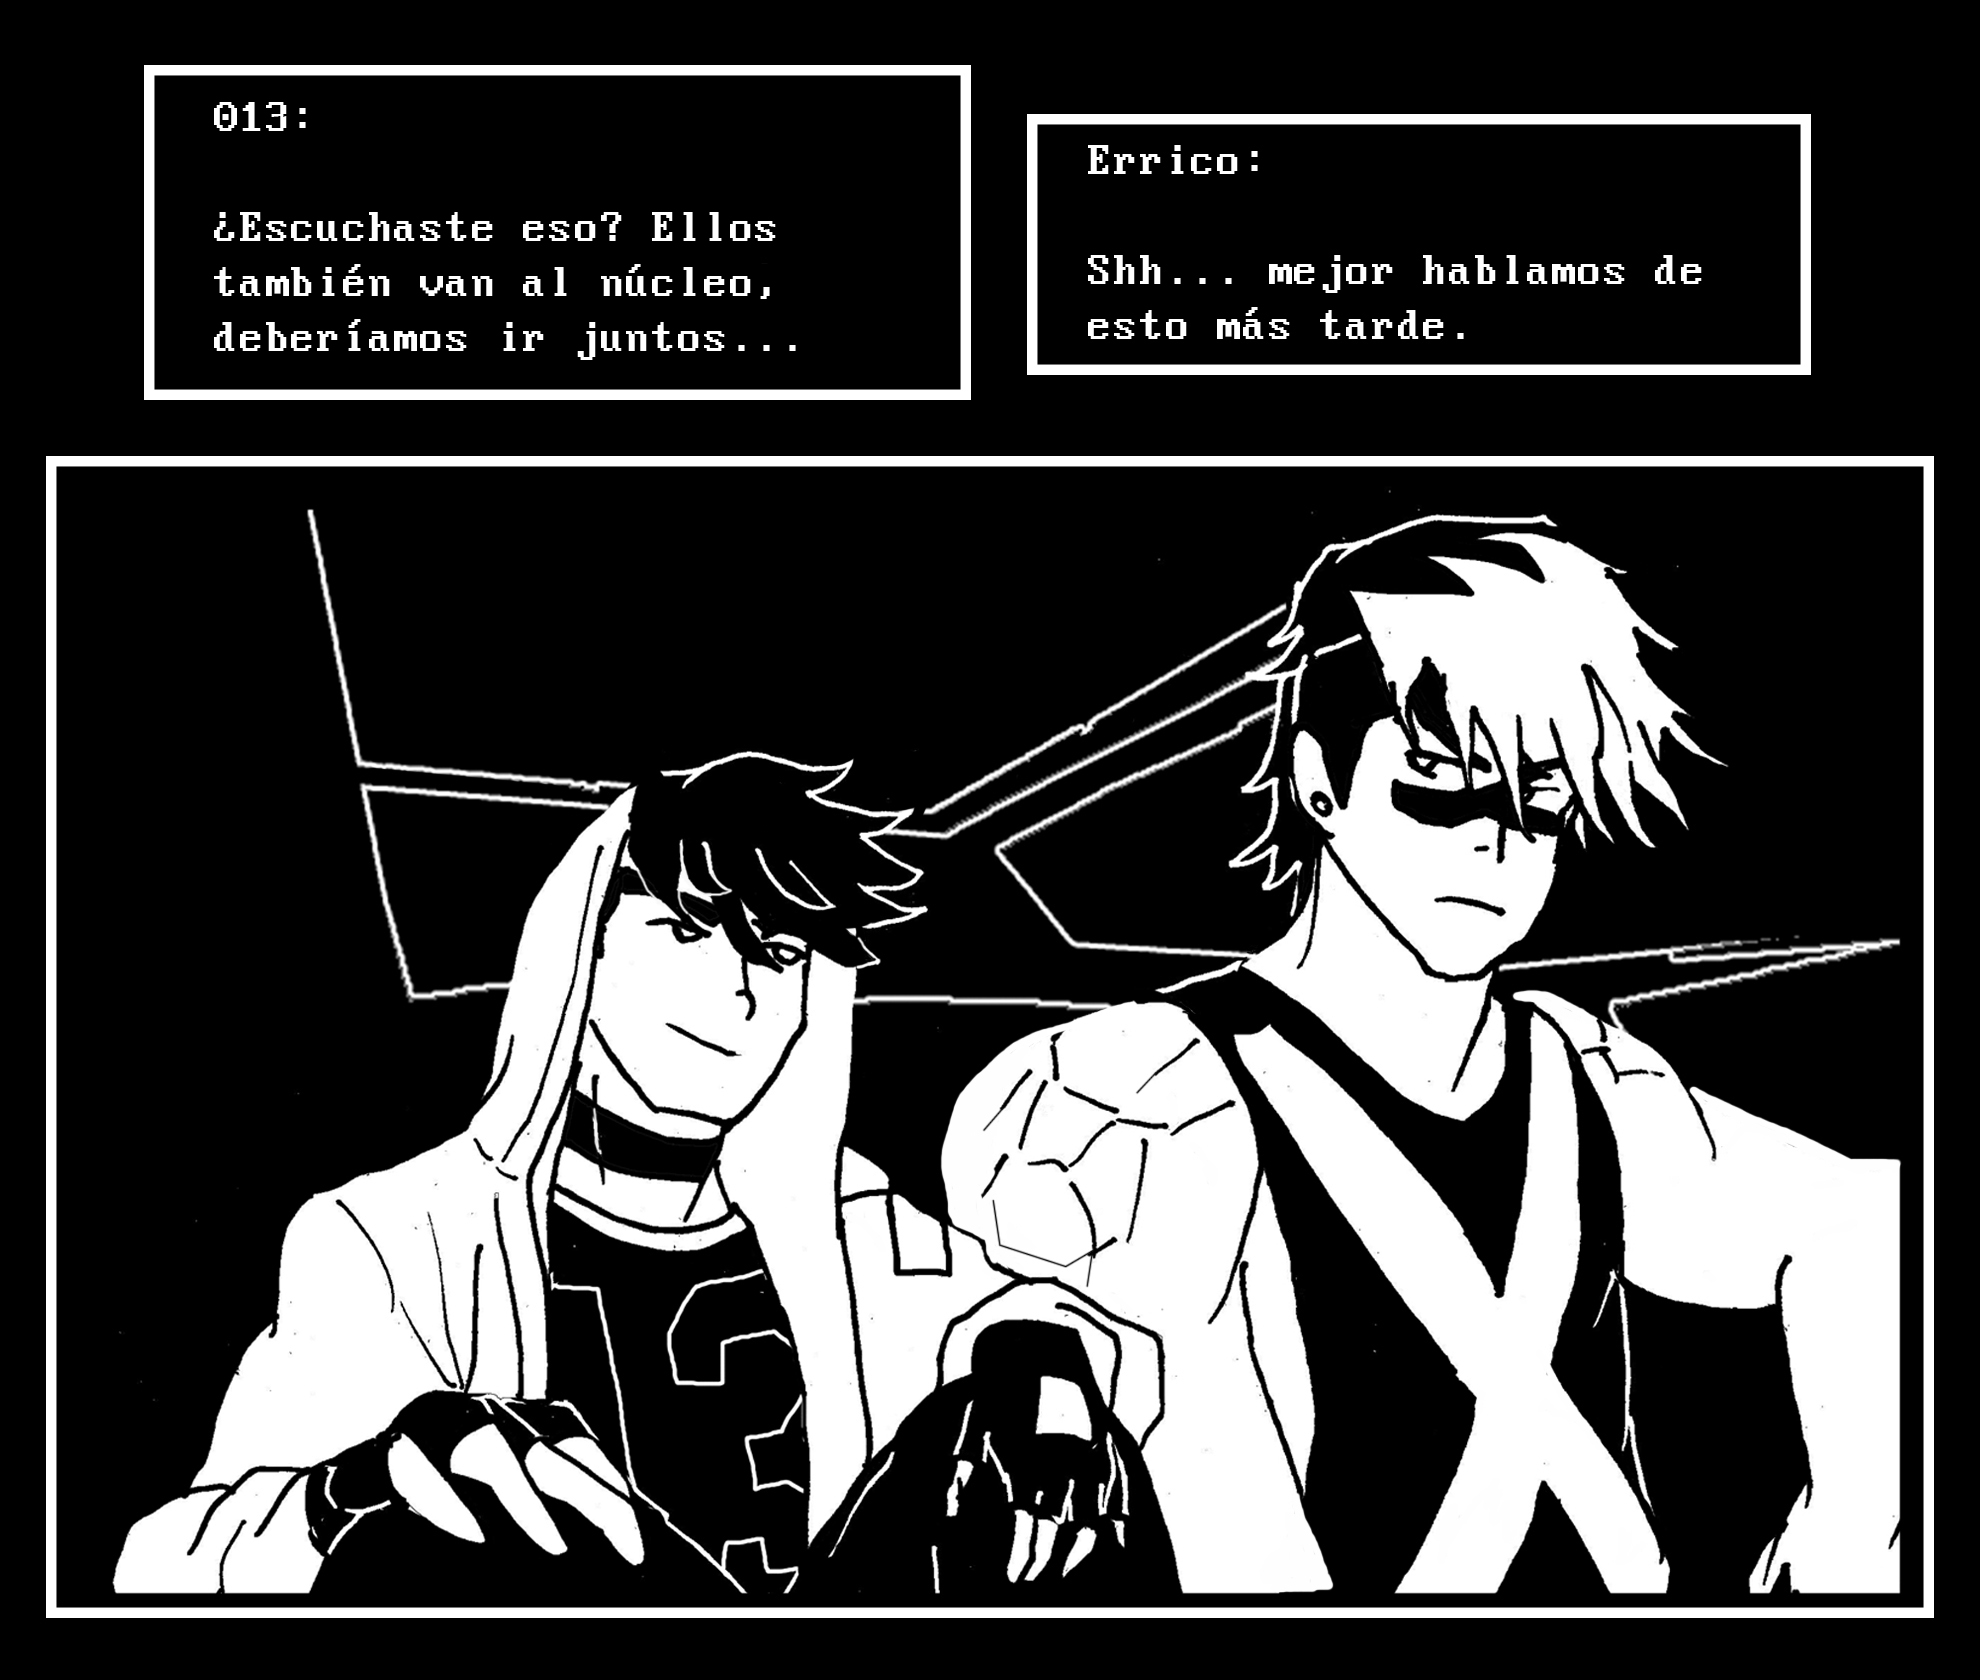 013:
¿Escuchaste eso? Ellos
también van al núcleo,
deberíamos ir juntos...
Errico:
Shh... mejor hablamos de
esto más tarde.